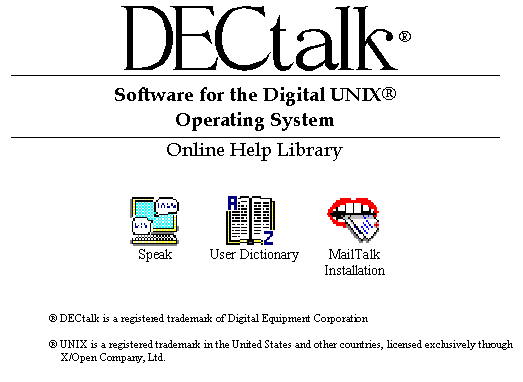 DECtalk®
Software for the Digital UNIX®
Operating System
Online Help Library
A
Z
Speak
User Dictionary
MailTalk
Installation
® DECtalk is a registered trademark of Digital Equipment Corporation
® UNIX is a registered trademark in the United States and other countries, licensed exclusively through
X/Open Company, Ltd.